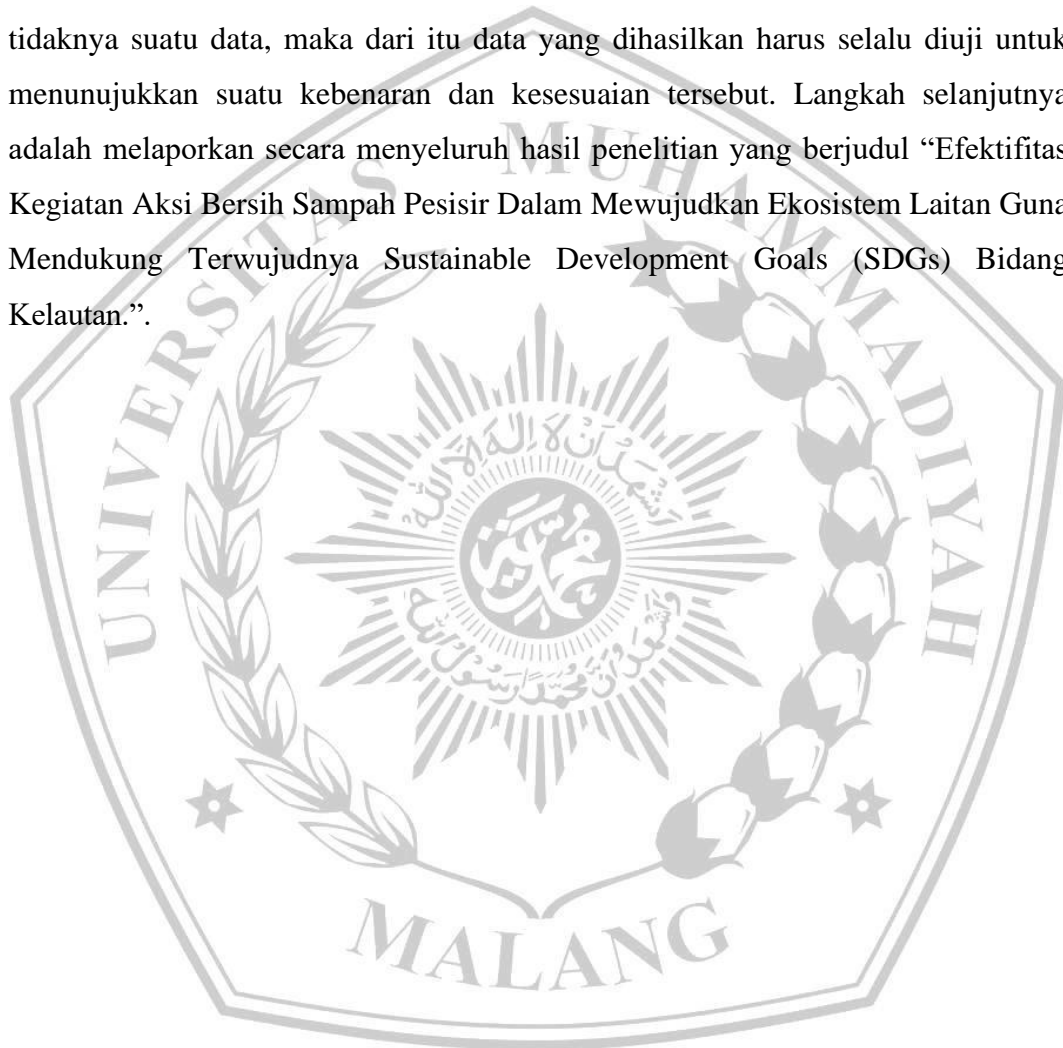 tidaknya suatu data, maka dari itu data yang dihasilkan harus selalu diuji untuk
menunujukkan suatu kebenaran dan kesesuaian tersebut. Langkah selanjutnya
adalah melaporkan secara menyeluruh hasil penelitian yang berjudul “Efektifitas
Kegiatan Aksi Bersih Sampah Pesisir Dalam Mewujudkan Ekosistem Laitan Guna
Mendukung Terwujudnya Sustainable Development Goals (SDGs) Bidang
Kelautan.”.
UNIVERSITAS MUHAMMADIYAH
MALANG